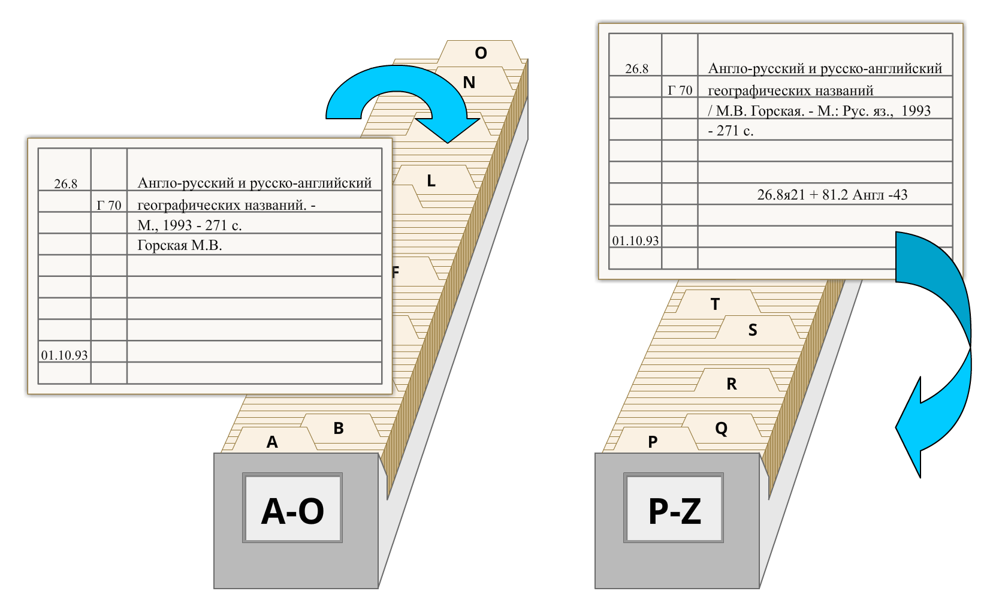 26.8 Англо-русский и русско-английский
Г 70 географических названий. -
М., 1993 - 271 с.
Горская М.В.
01.10.93
O
N
L
F
B
A
A-O
26.8 Англо-русский и русско-английский
Г 70 географических названий
/ М.В. Горская. - М.: Рус. яз., 1993
- 271 с.
26.8я21 + 81.2 Англ -43
01.10.93
T
S
R
Q
P
P-Z